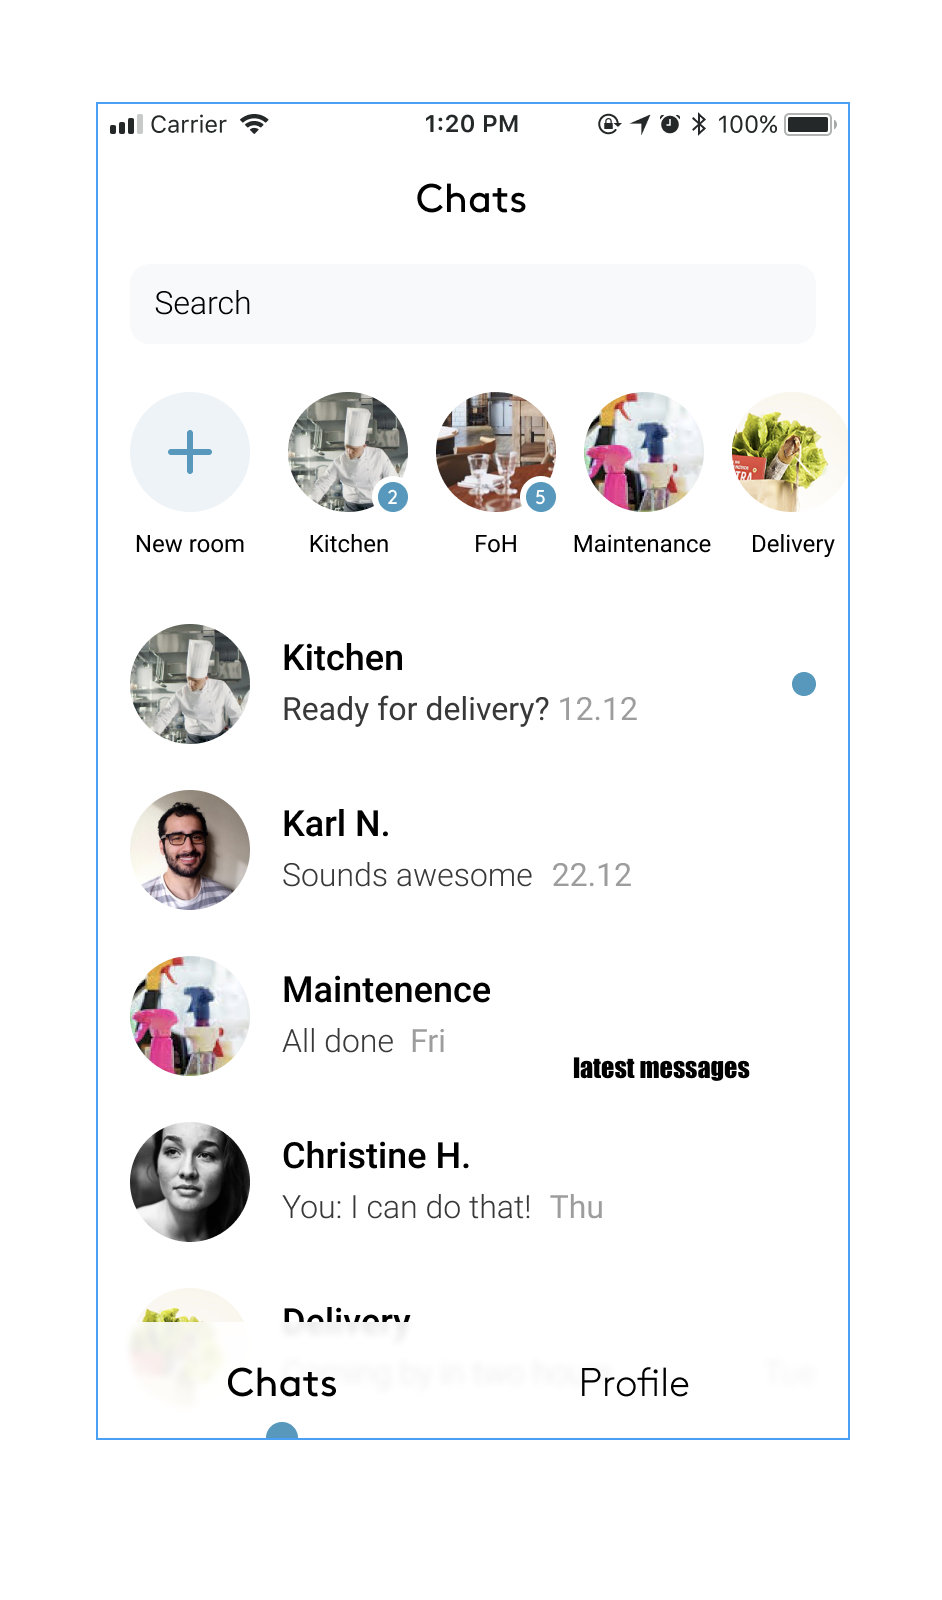 Carrier 1:20 PM 100%
Chats
Search
2 5
New room Kitchen FoH Maintenance Delivery
Kitchen
Ready for delivery? 12.12
Karl N.
Sounds awesome 22.12
Maintenence
All done Fri
latest messages
Christine H.
You: I can do that! Thu
Delivery
Chats Profile